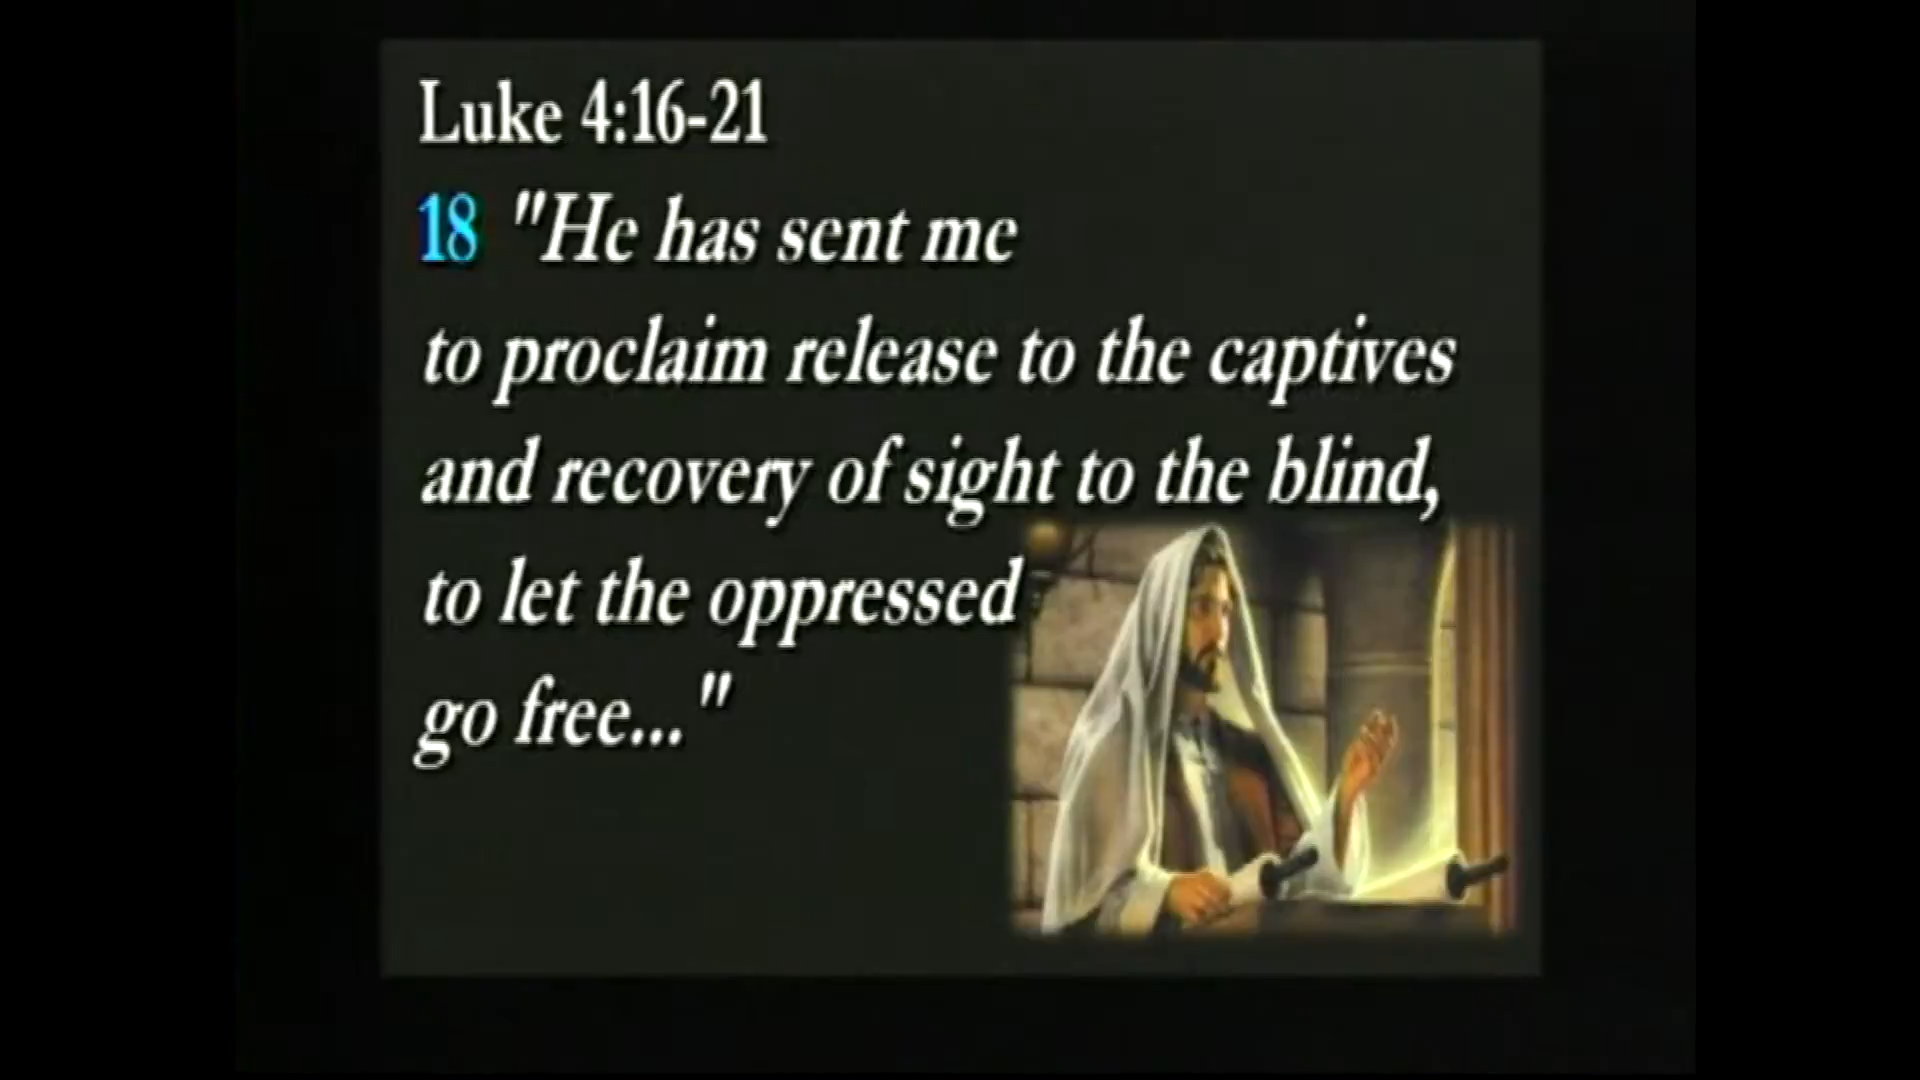 Luke 4:16-21
18 "He has sent me
to proclaim release to the captives
and recovery of sight to the blind,
to let the oppressed
go free..."